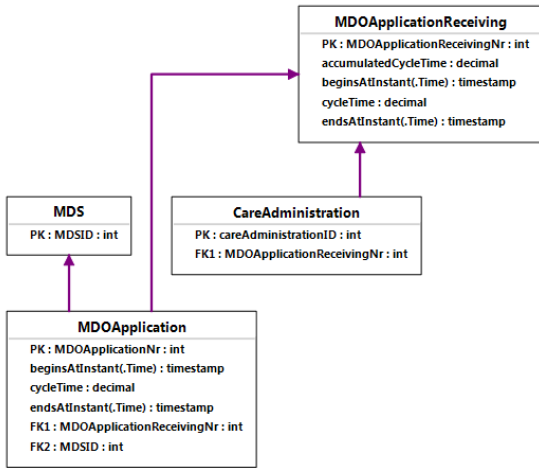 MDOApplicationReceiving
PK : MDOApplicationReceivingNr : int
accumulatedCycleTime : decimal
beginsAtInstant(.Time) : timestamp
cycleTime : decimal
endsAtInstant(.Time) : timestamp
MDS
PK : MDSID : int
CareAdministration
PK : careAdministrationID : int
FK1 : MDOApplicationReceivingNr : int
MDOApplication
PK : MDOApplicationNr : int
beginsAtInstant(.Time) : timestamp
cycleTime : decimal
endsAtInstant(.Time) : timestamp
FK1 : MDOApplicationReceivingNr : int
FK2 : MDSID : int